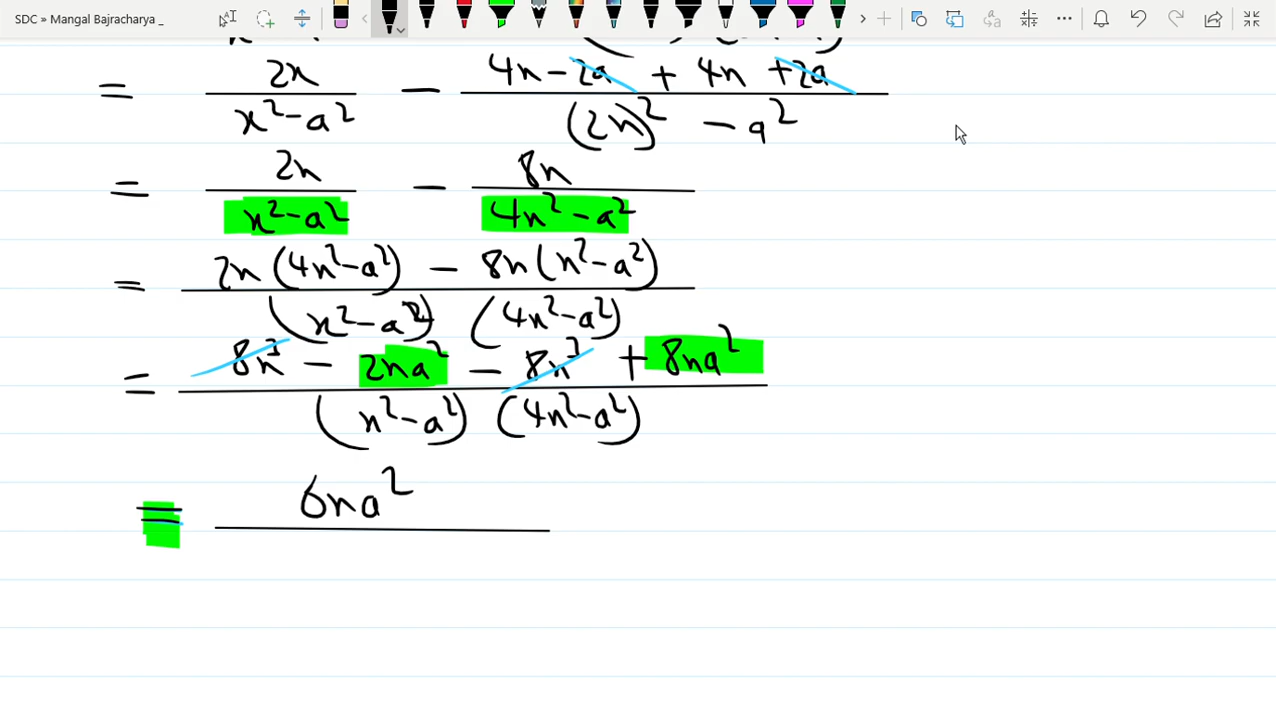 SDC » Mangal Bajracharya _
= 2x / x² - a² - 4x - 2a + 4x + 2a / (2x)² - a²
= 2x / x² - a² - 8x / 4x² - a²
= 2x (4x² - a²) - 8x (x² - a²) / (x² - a²) (4x² - a²)
= 8x³ - 2xa² - 8x³ + 8xa² / (x² - a²) (4x² - a²)
= 6xa²